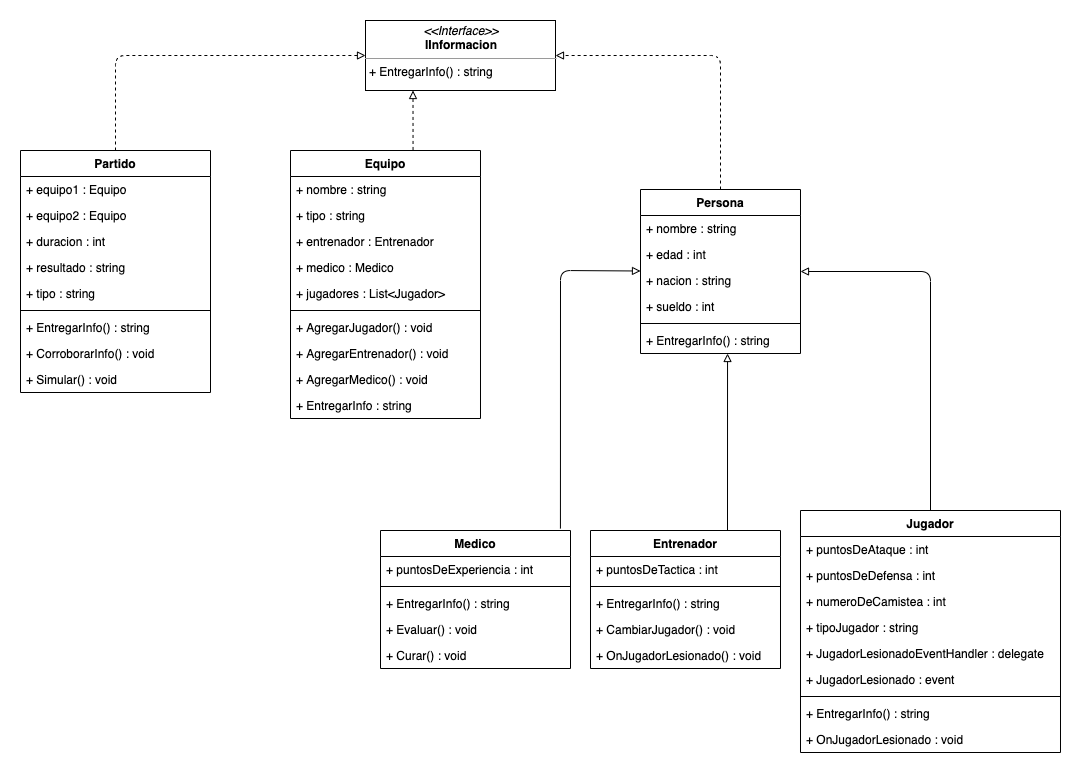 <<Interface>>
IInformacion
+ EntregarInfo() : string
Partido
+ equipo1 : Equipo
+ equipo2 : Equipo
+ duracion : int
+ resultado : string
+ tipo : string
+ EntregarInfo() : string
+ CorroborarInfo() : void
+ Simular() : void
Equipo
+ nombre : string
+ tipo : string
+ entrenador : Entrenador
+ medico : Medico
+ jugadores : List<Jugador>
+ AgregarJugador() : void
+ AgregarEntrenador() : void
+ AgregarMedico() : void
+ EntregarInfo : string
Persona
+ nombre : string
+ edad : int
+ nacion : string
+ sueldo : int
+ EntregarInfo() : string
Medico
+ puntosDeExperiencia : int
+ EntregarInfo() : string
+ Evaluar() : void
+ Curar() : void
Entrenador
+ puntosDeTactica : int
+ EntregarInfo() : string
+ CambiarJugador() : void
+ OnJugadorLesionado() : void
Jugador
+ puntosDeAtaque : int
+ puntosDeDefensa : int
+ numeroDeCamistea : int
+ tipoJugador : string
+ JugadorLesionadoEventHandler : delegate
+ JugadorLesionado : event
+ EntregarInfo() : string
+ OnJugadorLesionado : void